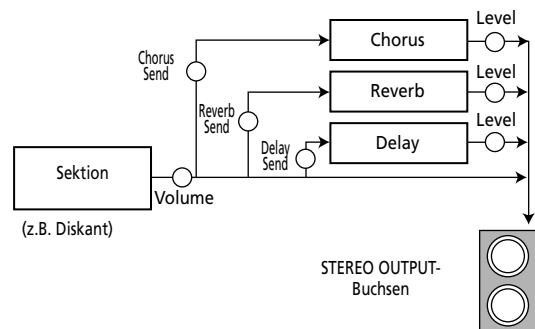 Level
Chorus
Chorus
Send
Level
Reverb
Reverb
Send
Level
Delay
Delay
Send
Sektion
Volume
(z.B. Diskant)
STEREO OUTPUT-
Buchsen